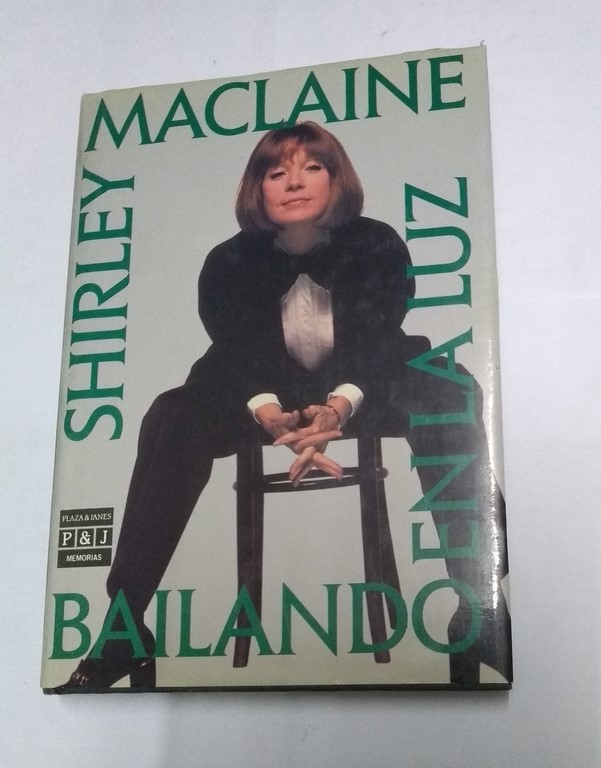 SHIRLEY
MACLAINE
BAILANDO
EN LA LUZ
PLAZA & JANES
P & J
MEMORIAS